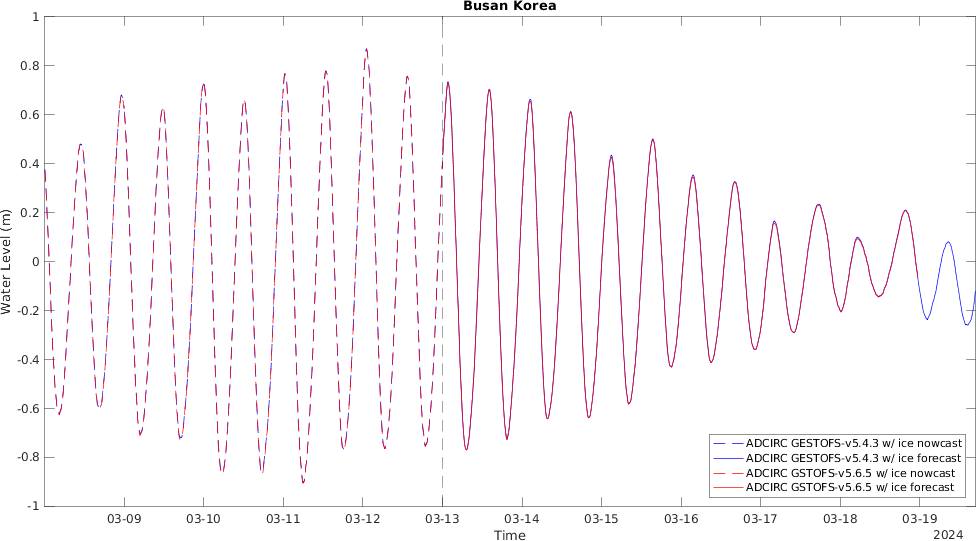 Busan Korea
Water Level (m)
1
0.8
0.6
0.4
0.2
0
-0.2
-0.4
-0.6
-0.8
-1
ADCIRC GESTOFS-v5.4.3 w/ ice nowcast
ADCIRC GESTOFS-v5.4.3 w/ ice forecast
ADCIRC GSTOFS-v5.6.5 w/ ice nowcast
ADCIRC GSTOFS-v5.6.5 w/ ice forecast
03-09 03-10 03-11 03-12 03-13 03-14 03-15 03-16 03-17 03-18 03-19
Time
2024